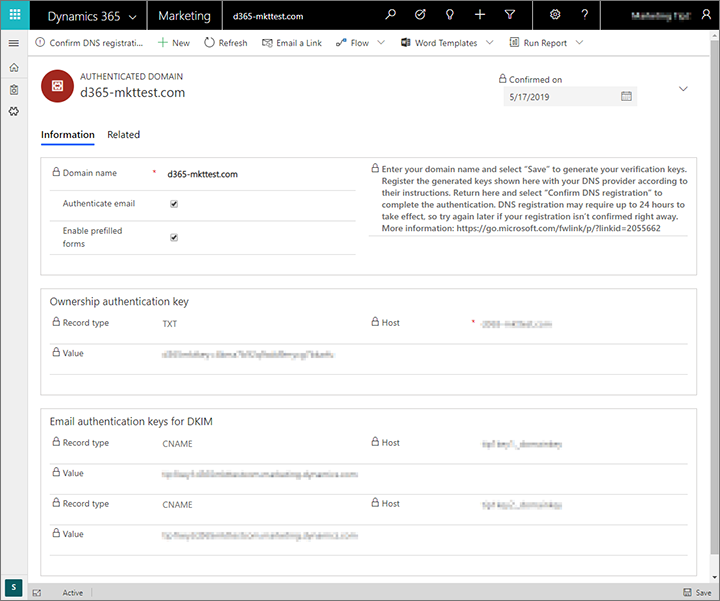 Dynamics 365 Marketing d365-mkttest.com
Confirm DNS registrati... New Refresh Email a Link Flow Word Templates Run Report
AUTHENTICATED DOMAIN
d365-mkttest.com
Confirmed on
5/17/2019
Information Related
Domain name * d365-mkttest.com
Authenticate email
Enable prefilled
forms
Enter your domain name and select "Save" to generate your verification keys.
Register the generated keys shown here with your DNS provider according to
their instructions. Return here and select "Confirm DNS registration" to
complete the authentication. DNS registration may require up to 24 hours to
take effect, so try again later if your registration isn't confirmed right away.
More information: https://go.microsoft.com/fwlink/p/?linkid=2055662
Ownership authentication key
Record type TXT Host *
Value
Email authentication keys for DKIM
Record type CNAME Host
Value
Record type CNAME Host
Value
S Active Save